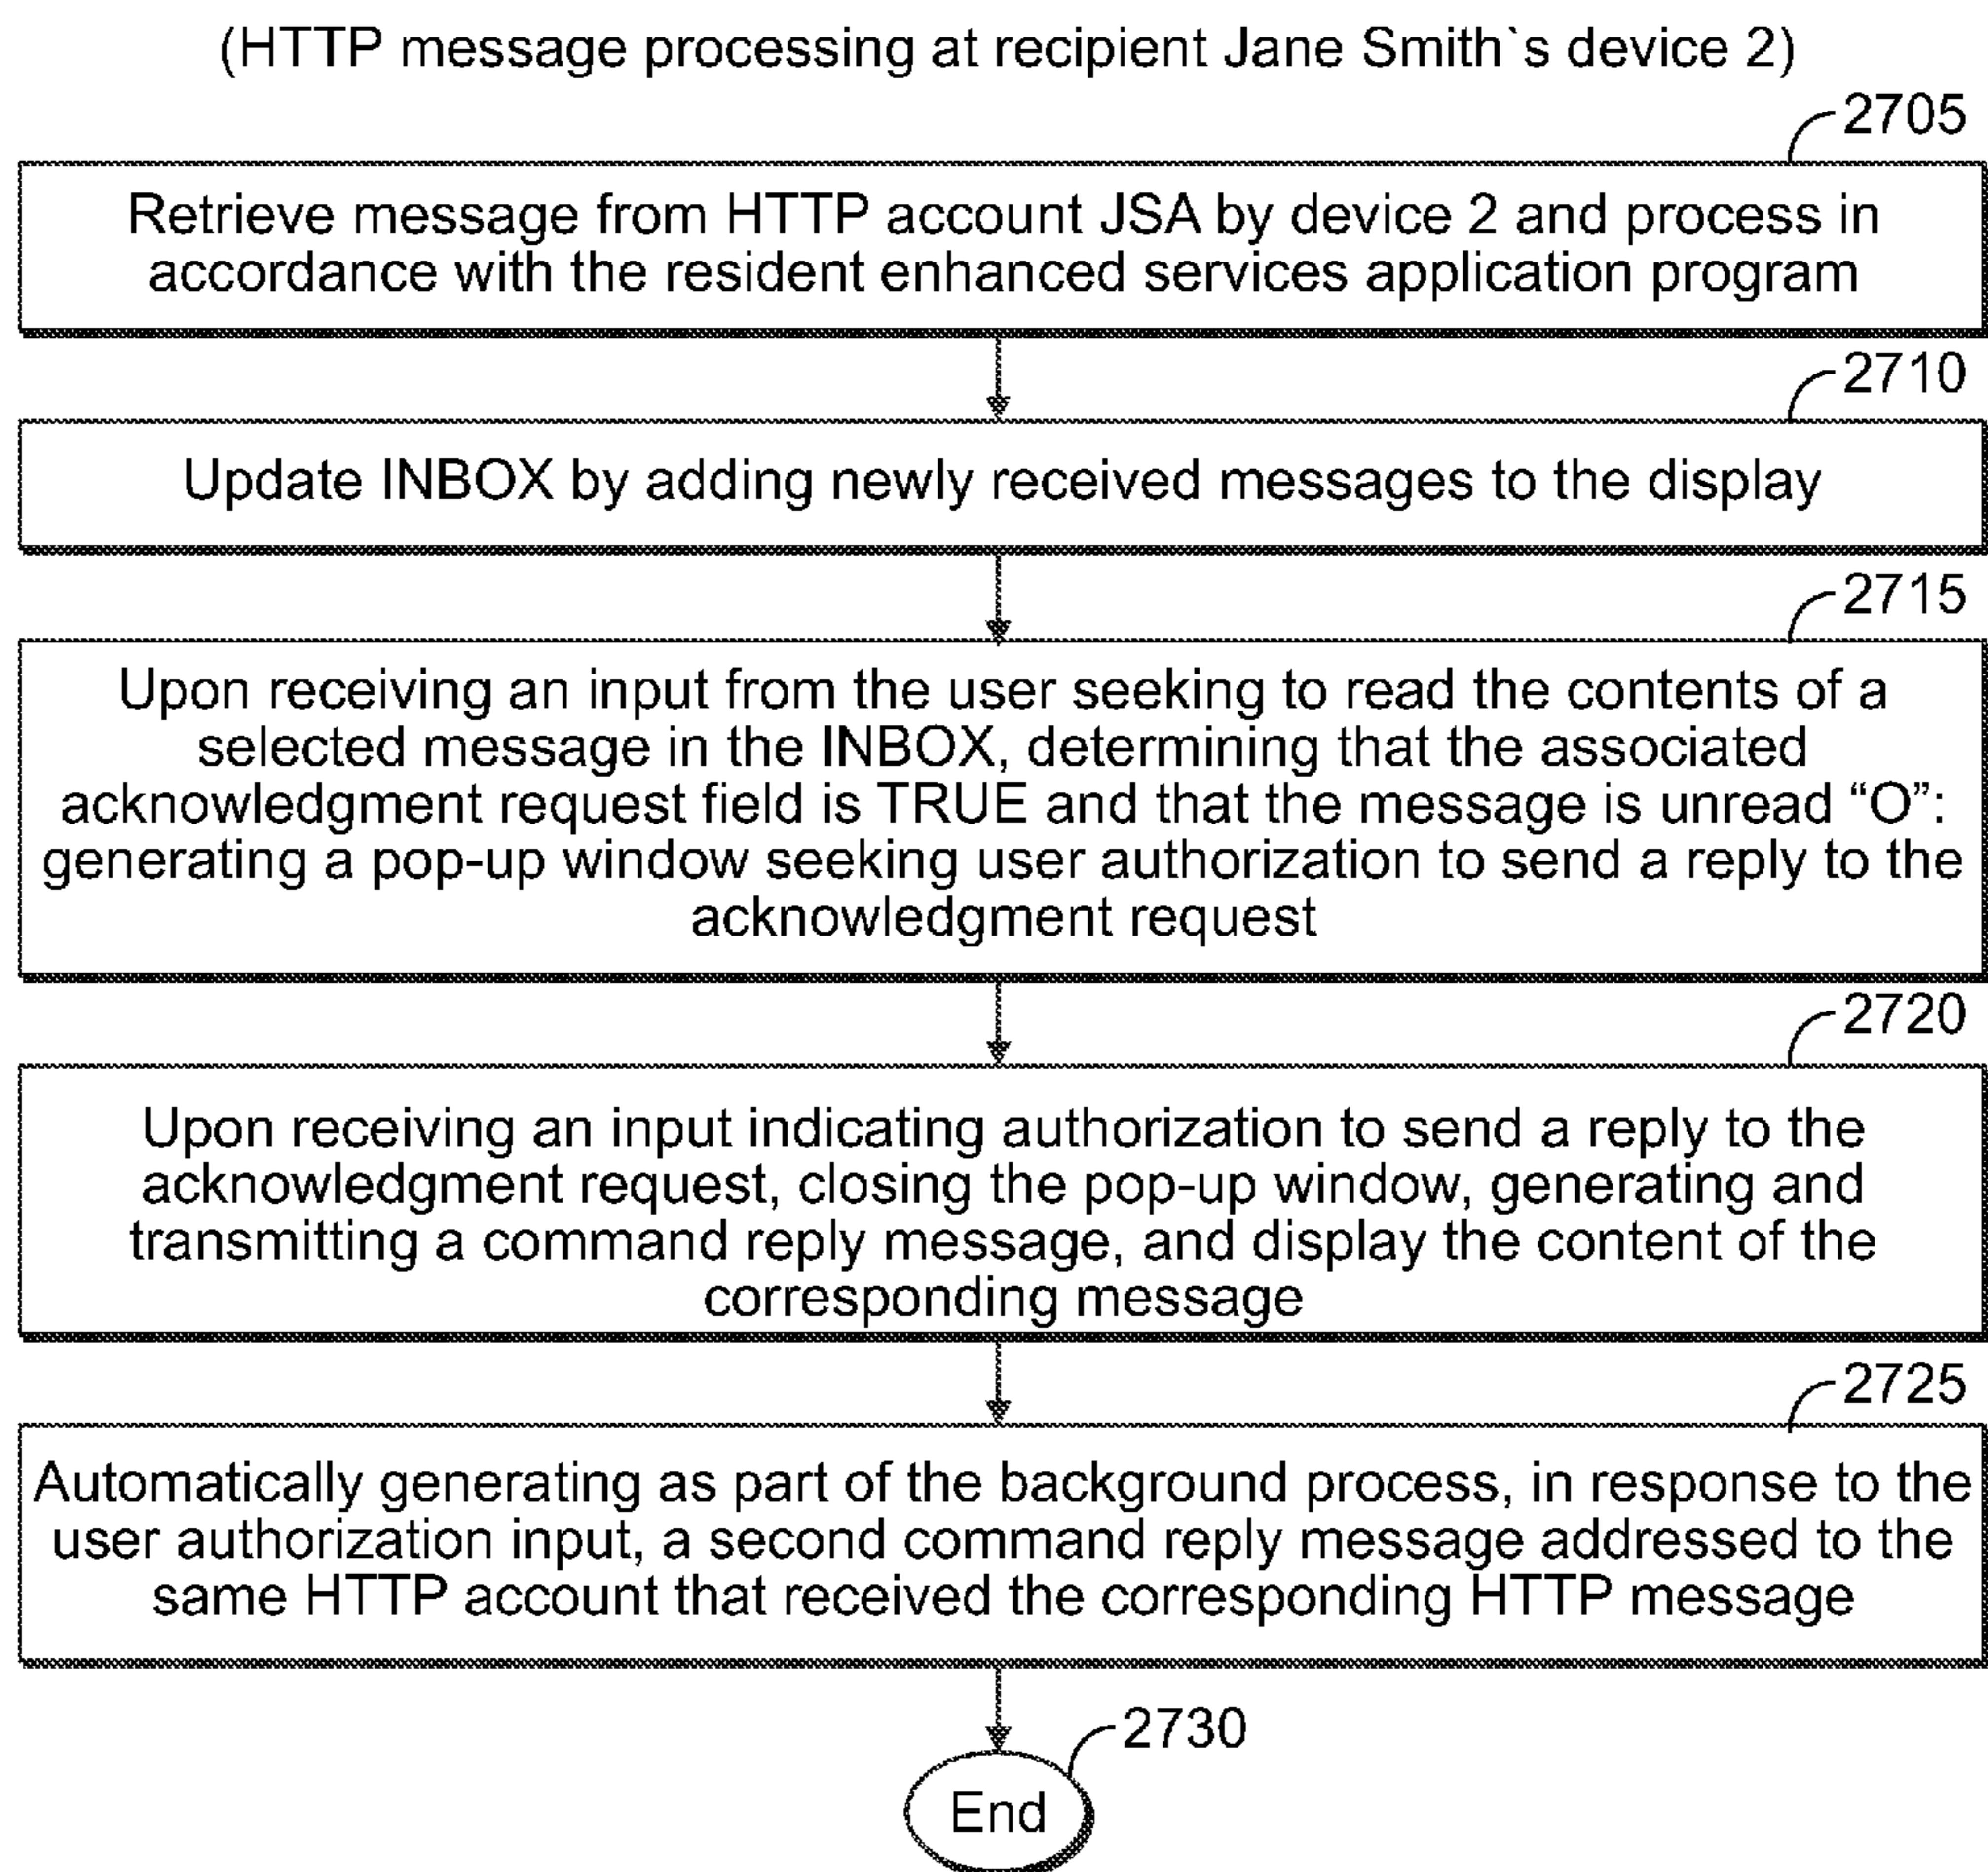 (HTTP message processing at recipient Jane Smith`s device 2)
2705
Retrieve message from HTTP account JSA by device 2 and process in
accordance with the resident enhanced services application program
2710
Update INBOX by adding newly received messages to the display
2715
Upon receiving an input from the user seeking to read the contents of a
selected message in the INBOX, determining that the associated
acknowledgment request field is TRUE and that the message is unread “O”:
generating a pop-up window seeking user authorization to send a reply to the
acknowledgment request
2720
Upon receiving an input indicating authorization to send a reply to the
acknowledgment request, closing the pop-up window, generating and
transmitting a command reply message, and display the content of the
corresponding message
2725
Automatically generating as part of the background process, in response to the
user authorization input, a second command reply message addressed to the
same HTTP account that received the corresponding HTTP message
2730
End